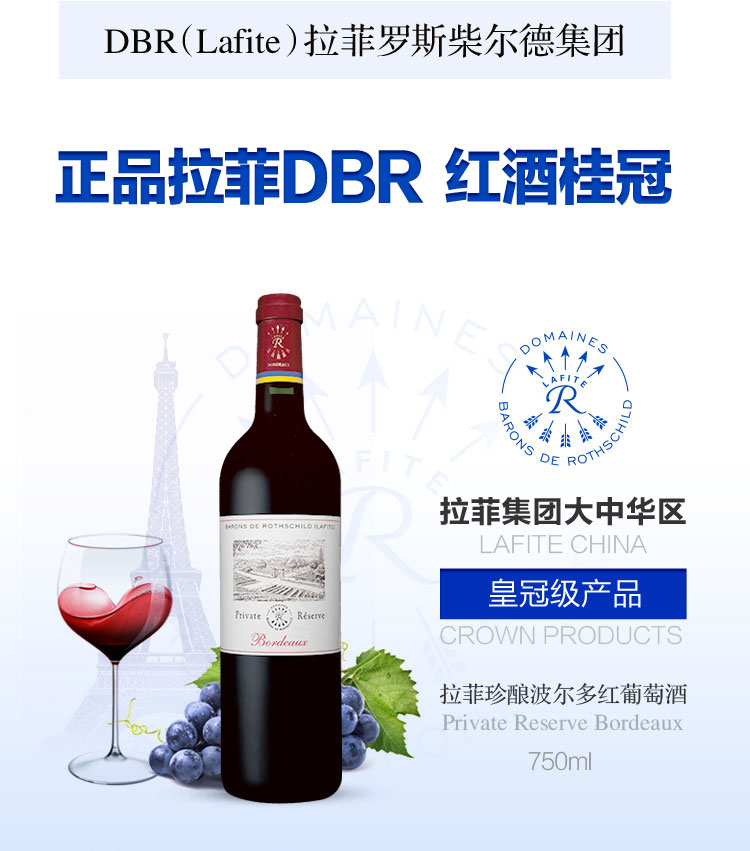 DBR（Lafite）拉菲罗斯柴尔德集团
正品拉菲DBR 红酒桂冠
DOMAINES
LAFITE
R
BARONS DE ROTHSCHILD
拉菲集团大中华区
LAFITE CHINA
皇冠级产品
CROWN PRODUCTS
拉菲珍酿波尔多红葡萄酒
Private Reserve Bordeaux
750ml
R
BORDEAUX
BARONS DE ROTHSCHILD (LAFITE)
Private Réserve
Bordeaux
DOMAINES
LAFITE
R